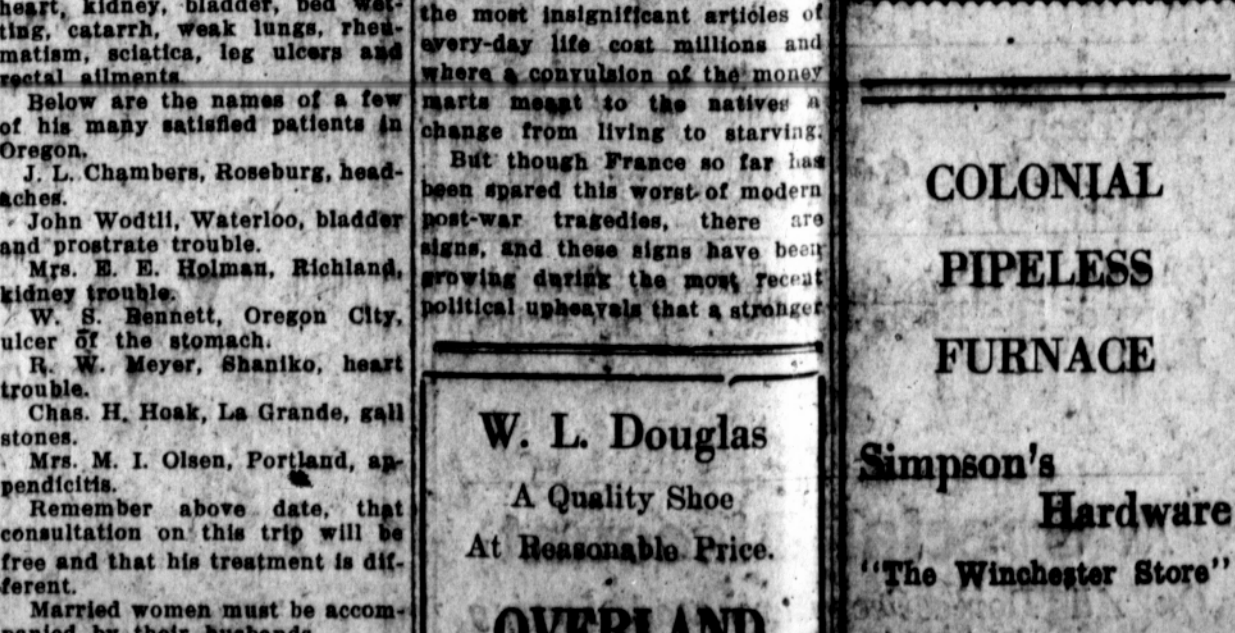 heart, kidney, bladder, bed wet-
ting, catarrh, weak lungs, rheu-
matism, sciatica, leg ulcers and
rectal ailments
Below are the names of a few
of his many satisfied patients in
Oregon.
J. L. Chambers, Roseburg, head-
aches.
John Wodtli, Waterloo, bladder
and prostrate trouble.
Mrs. E. E. Holman, Richland,
kidney trouble.
W. S. Bennett, Oregon City,
ulcer of the stomach.
R. W. Meyer, Shaniko, heart
trouble.
Chas. H. Hoak, La Grande, gall
stones.
Mrs. M. I. Olsen, Portland, ap-
pendicitis.
Remember above date, that
consultation on this trip will be
free and that his treatment is dif-
ferent.
Married women must be accom-
panied by their husbands.
the most insignificant articles of
every-day life cost millions and
where a convulsion of the money
marts meant to the natives a
change from living to starving.
But though France so far has
been spared this worst of modern
post-war tragedies, there are
signs, and these signs have been
growing during the most recent
political upheavals that a stronger
W. L. Douglas
A Quality Shoe
At Reasonable Price.
OVERLAND
COLONIAL
PIPELESS
FURNACE
Simpson's
Hardware
"The Winchester Store"